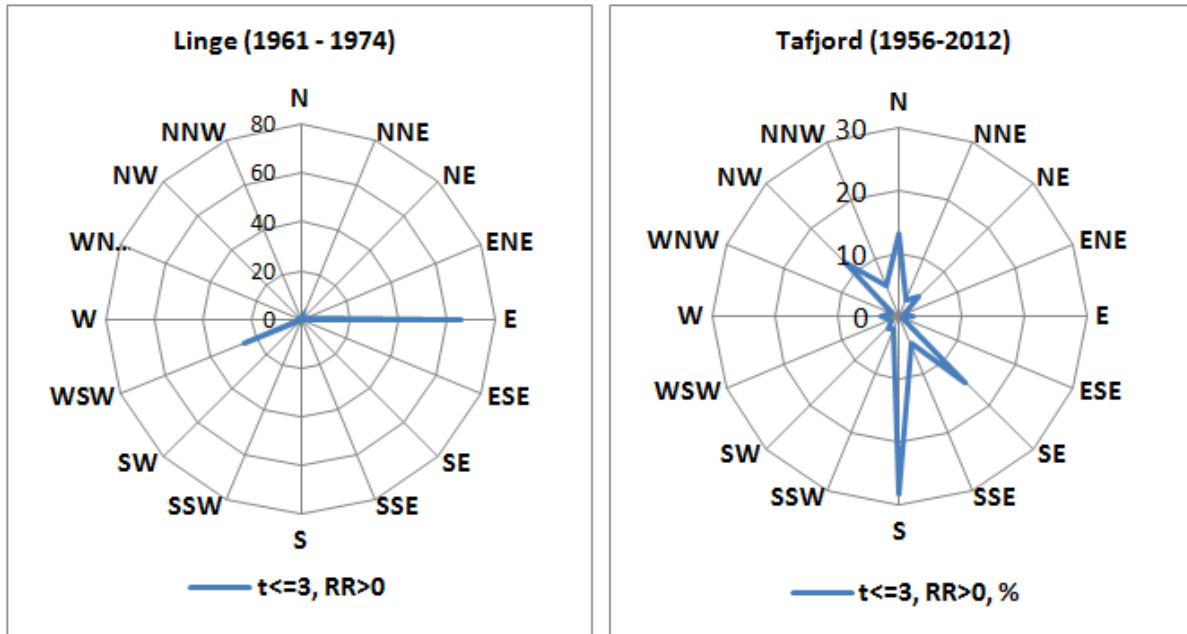 Linge (1961 - 1974)
N
80
NNW
NNE
60
NW
NE
40
WN...
ENE
20
W
0
E
WSW
ESE
SW
SE
SSW
SSE
S
t<=3, RR>0
Tafjord (1956-2012)
N
30
NNW
NNE
20
NW
NE
WNW
ENE
10
W
0
E
WSW
ESE
SW
SE
SSW
SSE
S
t<=3, RR>0, %